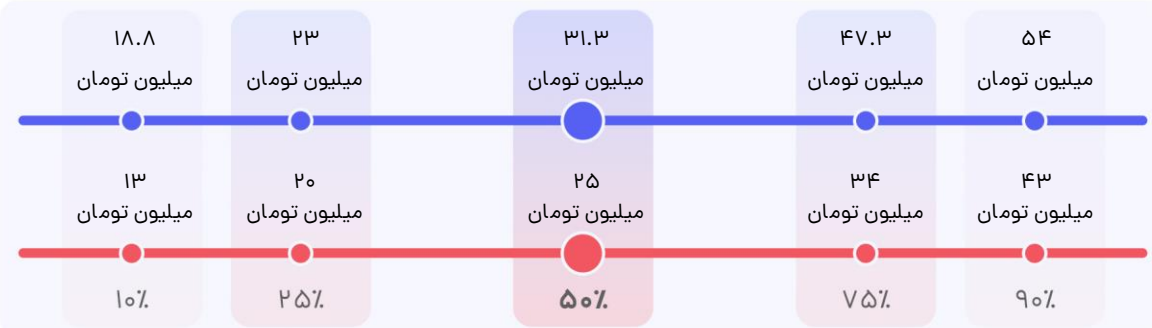 ۱۸.۸ ۲۳ ۳۱.۳ ۴۷.۳ ۵۴
میلیون تومان میلیون تومان میلیون تومان میلیون تومان میلیون تومان
۱۳ ۲۰ ۲۵ ۳۴ ۴۳
میلیون تومان میلیون تومان میلیون تومان میلیون تومان میلیون تومان
۱۰٪ ۲۵٪ ۵۰٪ ۷۵٪ ۹۰٪